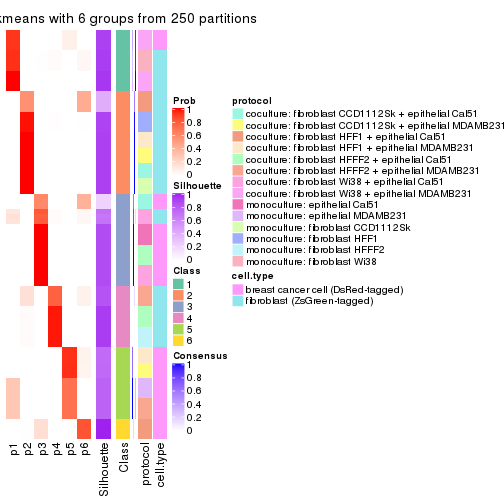 kmeans with 6 groups from 250 partitions
p1
p2
p3
p4
p5
p6
Silhouette
Class
protocol
cell.type
Prob
1
0.8
0.6
0.4
0.2
0
Silhouette
1
0.8
0.6
0.4
0.2
0
Class
1
2
3
4
5
6
Consensus
1
0.8
0.6
0.4
0.2
0
protocol
coculture: fibroblast CCD1112Sk + epithelial Cal51
coculture: fibroblast CCD1112Sk + epithelial MDAMB231
coculture: fibroblast HFF1 + epithelial Cal51
coculture: fibroblast HFF1 + epithelial MDAMB231
coculture: fibroblast HFFF2 + epithelial Cal51
coculture: fibroblast HFFF2 + epithelial MDAMB231
coculture: fibroblast Wi38 + epithelial Cal51
coculture: fibroblast Wi38 + epithelial MDAMB231
monoculture: epithelial Cal51
monoculture: epithelial MDAMB231
monoculture: fibroblast CCD1112Sk
monoculture: fibroblast HFF1
monoculture: fibroblast HFFF2
monoculture: fibroblast Wi38
cell.type
breast cancer cell (DsRed-tagged)
fibroblast (ZsGreen-tagged)